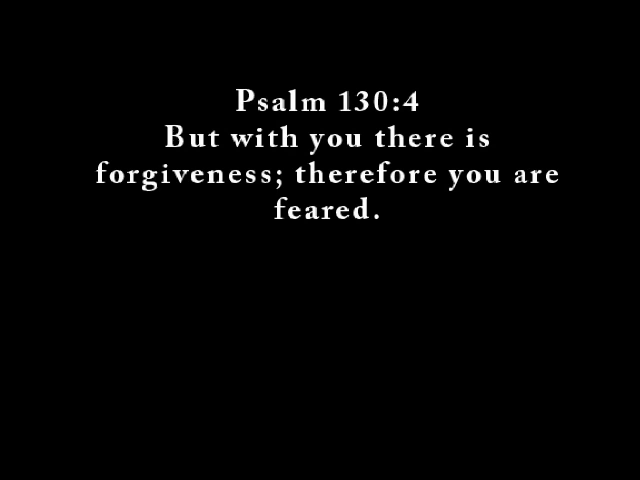 Psalm 130:4
But with you there is
forgiveness; therefore you are
feared.